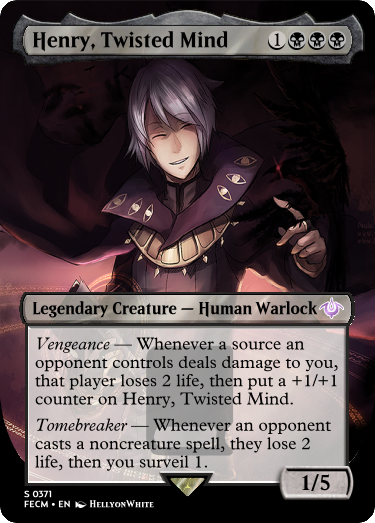 Henry, Twisted Mind 1
Legendary Creature — Human Warlock
Vengeance — Whenever a source an
opponent controls deals damage to you,
that player loses 2 life, then put a +1/+1
counter on Henry, Twisted Mind.
Tomebreaker — Whenever an opponent
casts a noncreature spell, they lose 2
life, then you surveil 1.
1/5
S 0371
FECM • EN HELLYONWHITE